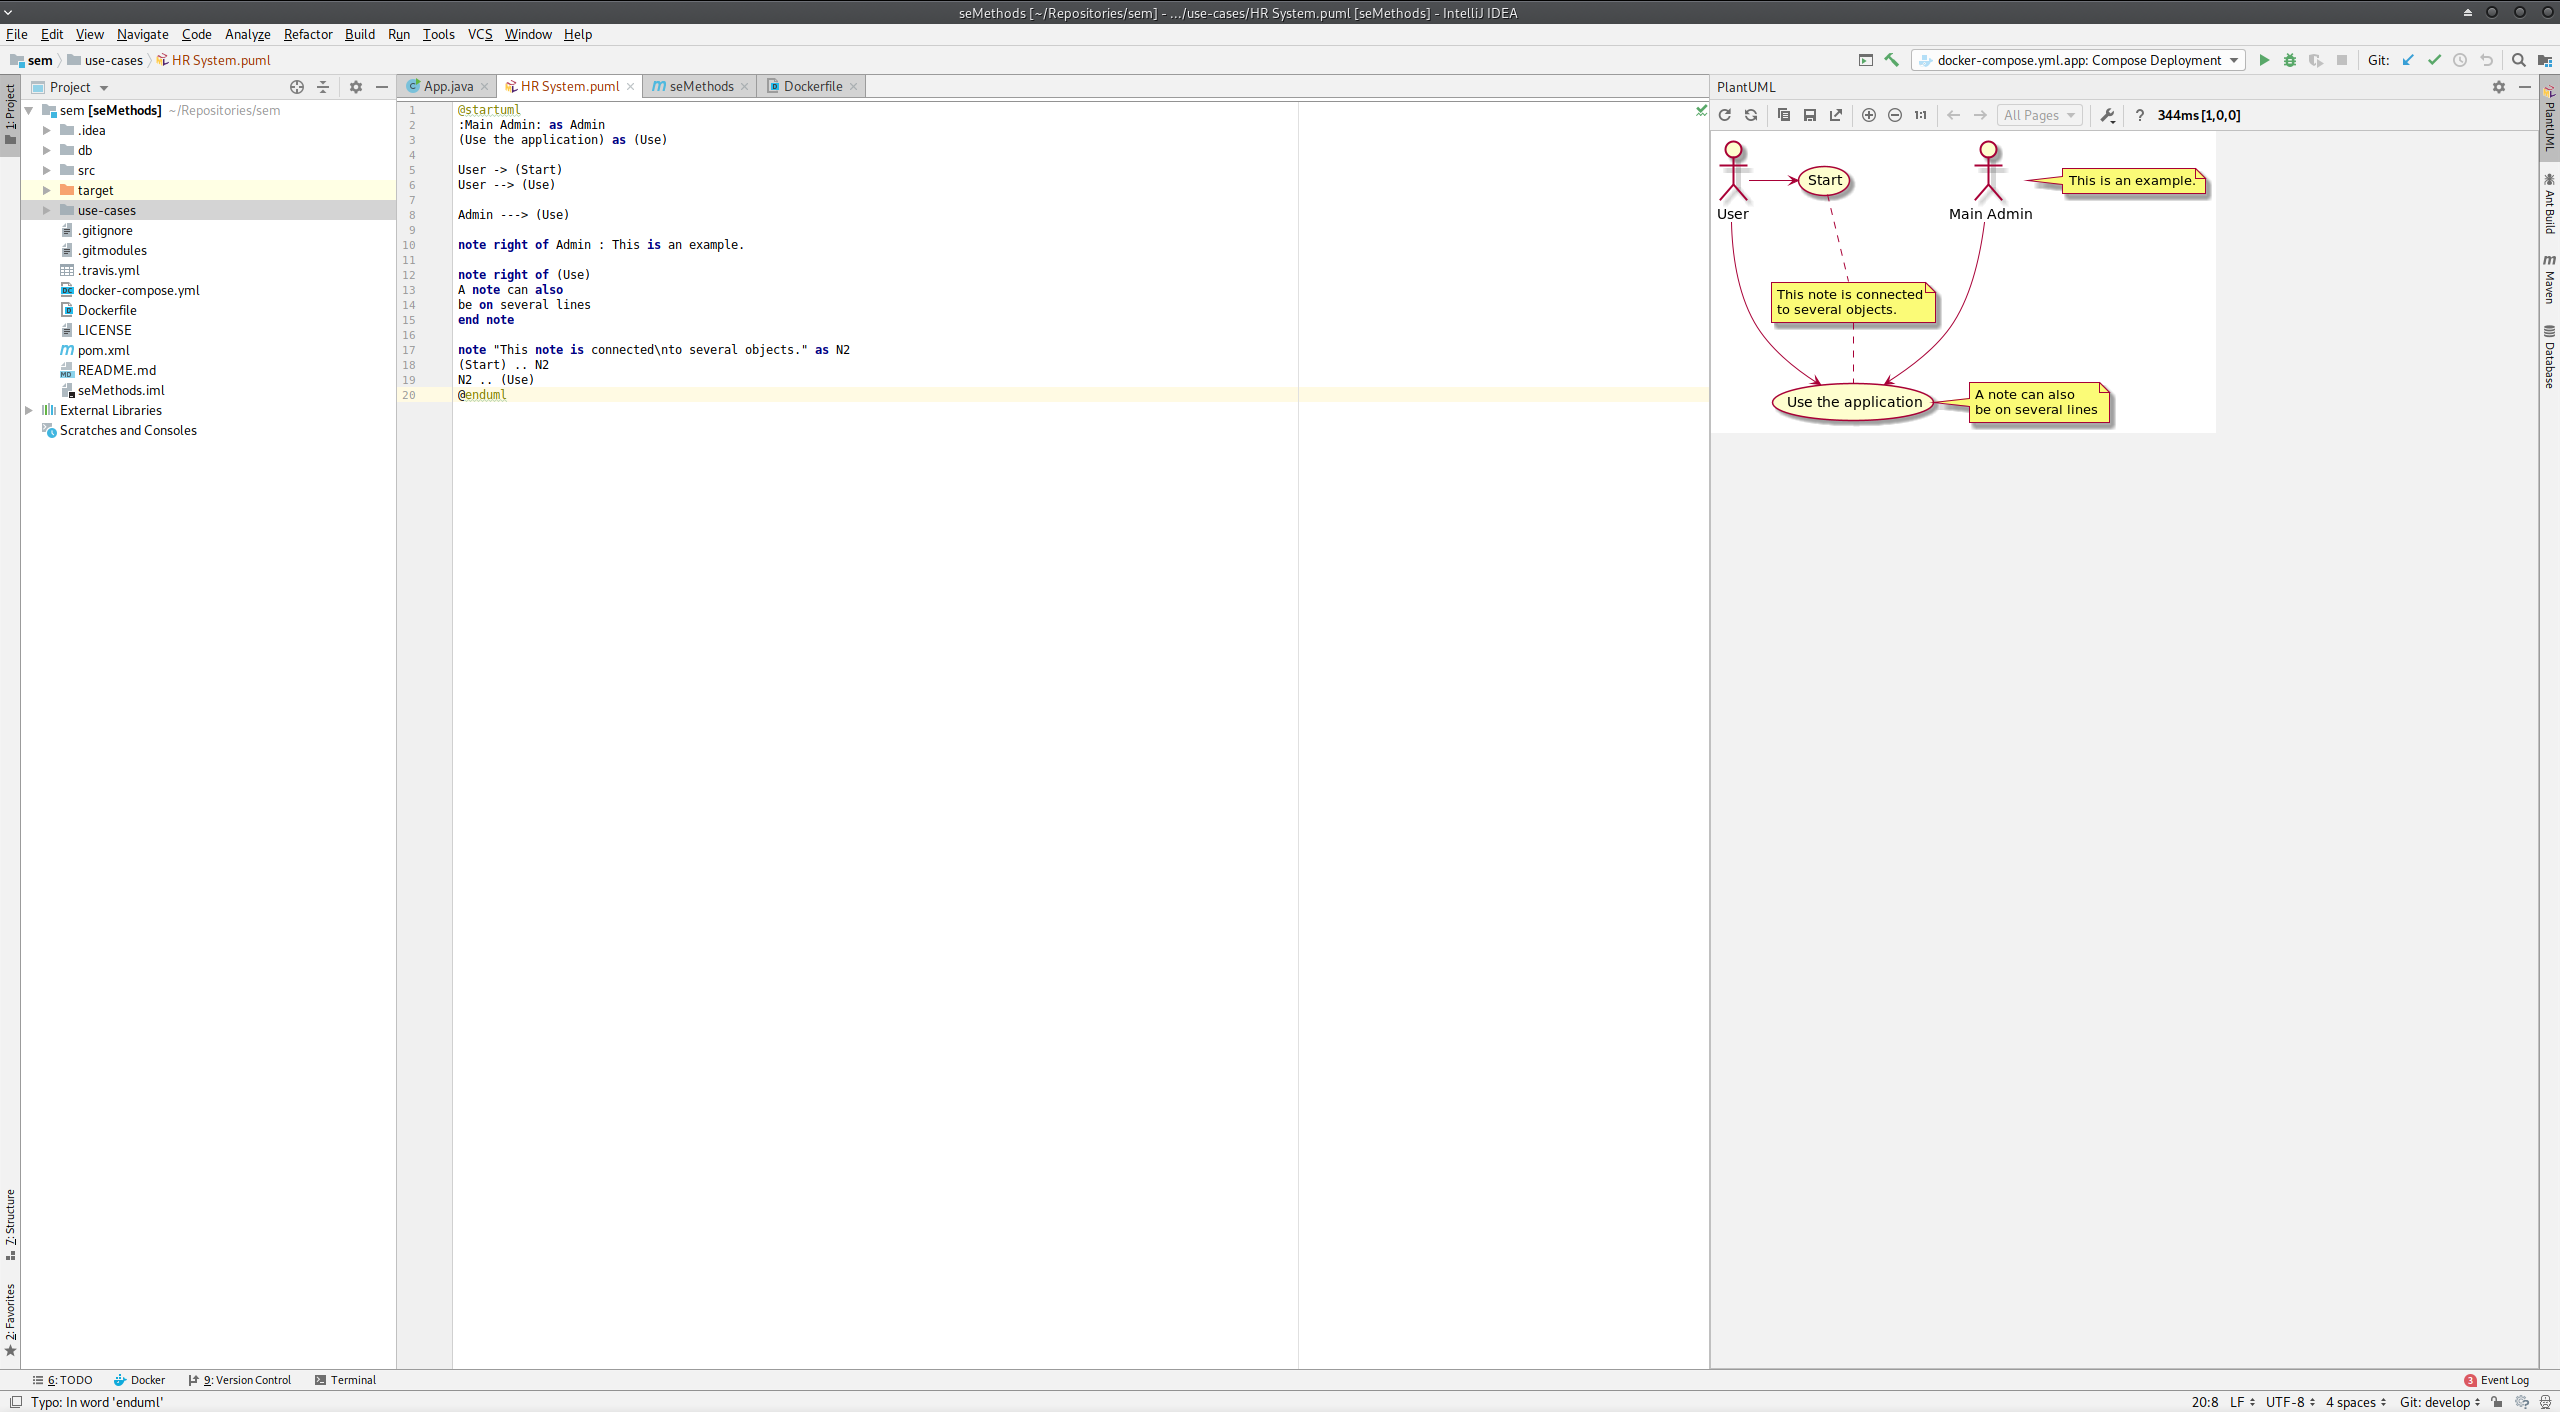 seMethods [~/Repositories/sem] - .../use-cases/HR System.puml [seMethods] - IntelliJ IDEA
File Edit View Navigate Code Analyze Refactor Build Run Tools VCS Window Help
sem use-cases HR System.puml
docker-compose.yml.app: Compose Deployment Git:
1: Project
Project
sem [seMethods] ~/Repositories/sem
.idea
db
src
target
use-cases
.gitignore
.gitmodules
.travis.yml
docker-compose.yml
Dockerfile
LICENSE
pom.xml
README.md
seMethods.iml
External Libraries
Scratches and Consoles
7: Structure
2: Favorites
App.java HR System.puml seMethods Dockerfile
1 @startuml
2 :Main Admin: as Admin
3 (Use the application) as (Use)
4
5 User -> (Start)
6 User --> (Use)
7
8 Admin ---> (Use)
9
10 note right of Admin : This is an example.
11
12 note right of (Use)
13 A note can also
14 be on several lines
15 end note
16
17 note "This note is connected\nto several objects." as N2
18 (Start) .. N2
19 N2 .. (Use)
20 @enduml
PlantUML
1:1 All Pages ? 344ms [1,0,0]
Start
This is an example.
User
Main Admin
This note is connected
to several objects.
Use the application
A note can also
be on several lines
PlantUML
Ant Build
m Maven
Database
6: TODO Docker 9: Version Control Terminal
3 Event Log
Typo: In word 'enduml'
20:8 LF UTF-8 4 spaces Git: develop